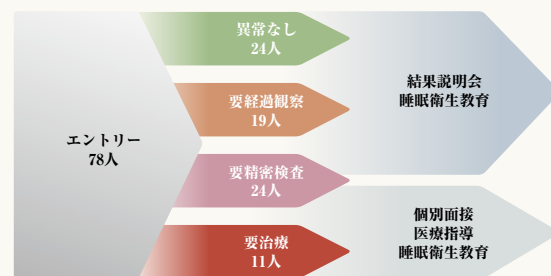 エントリー
78人
異常なし
24人
要経過観察
19人
要精密検査
24人
要治療
11人
結果説明会
睡眠衛生教育
個別面接
医療指導
睡眠衛生教育